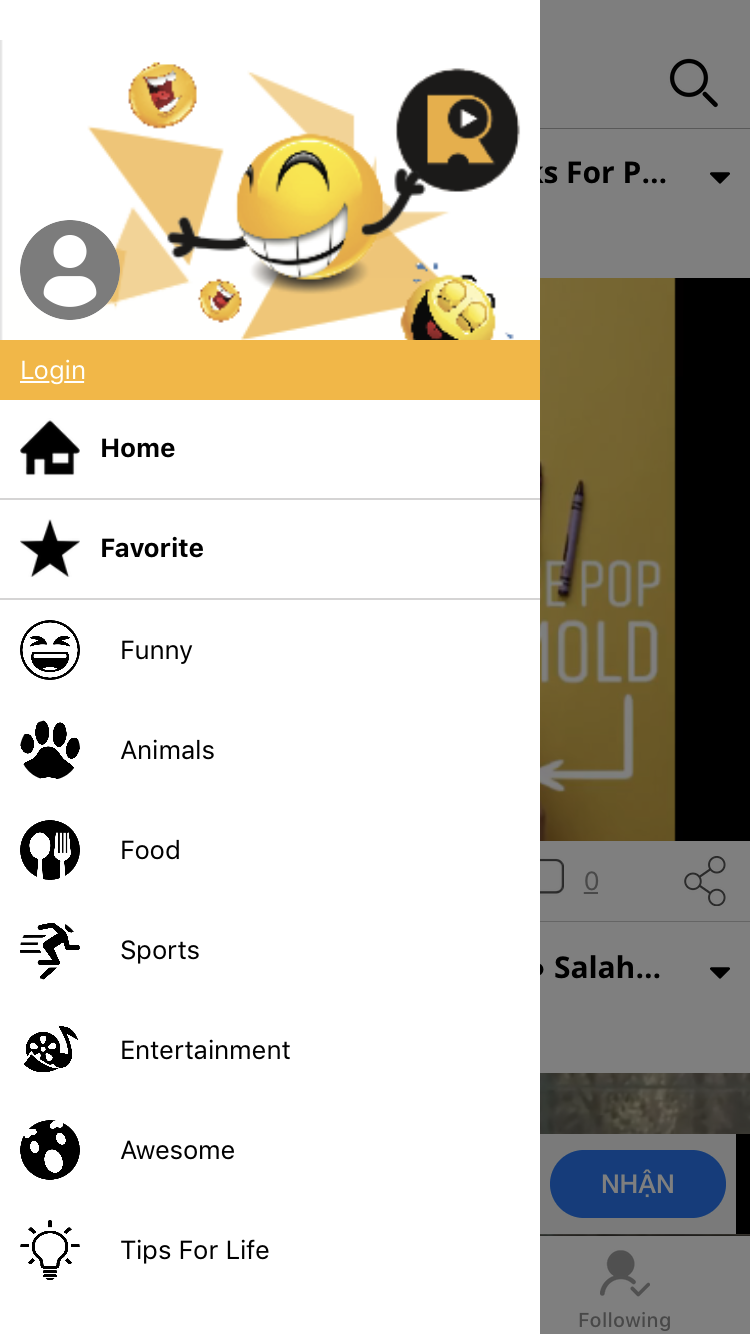 ks For P...
Login
Home
Favorite
Funny
E POP
MOLD
Animals
Food
0
Sports
Salah...
Entertainment
Awesome
NHẬN
Tips For Life
Following